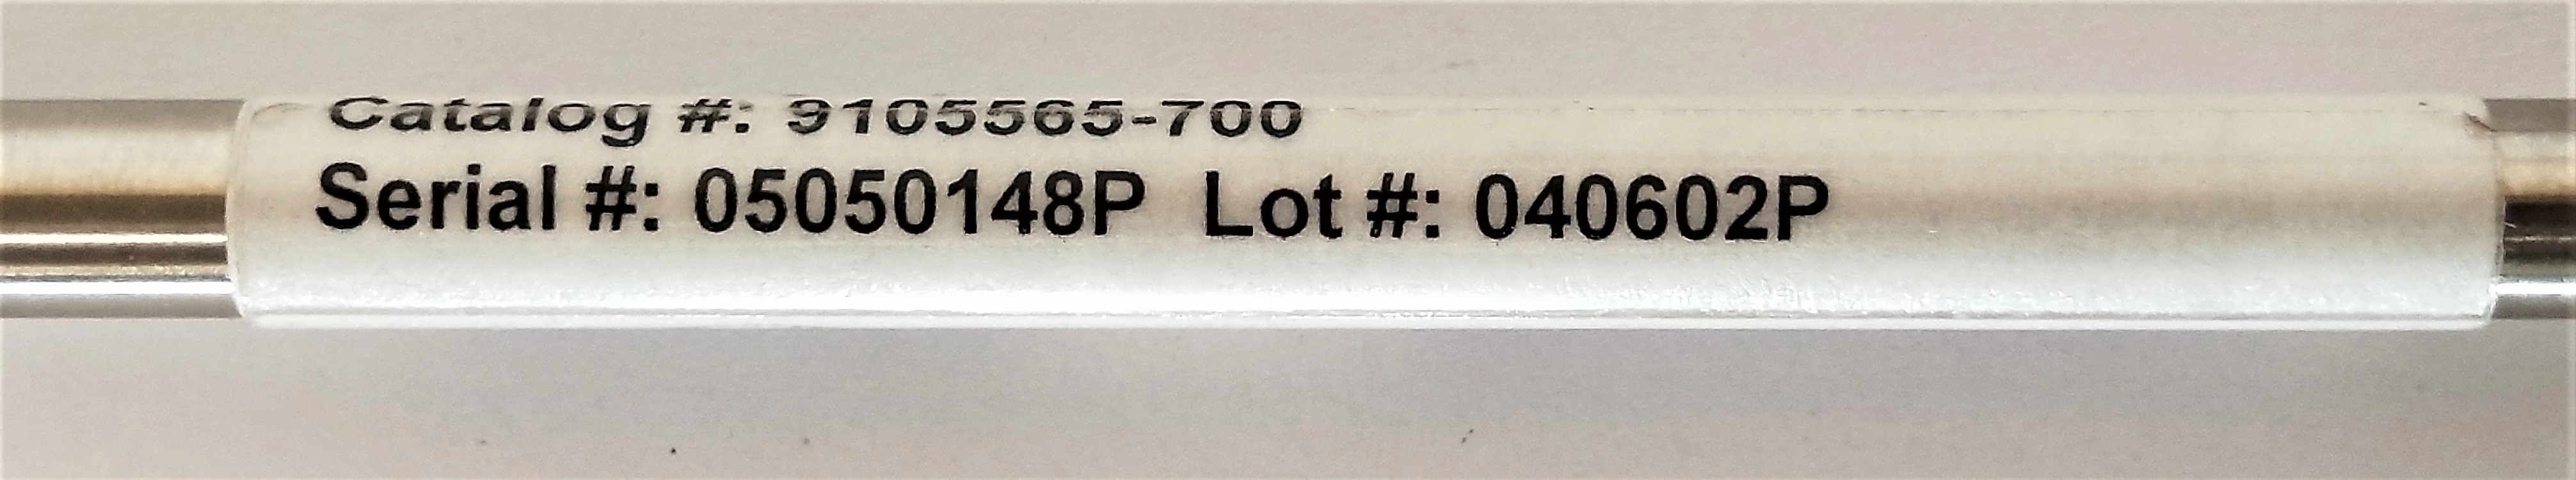 Catalog #: 9105565-700
Serial #: 05050148P Lot #: 040602P